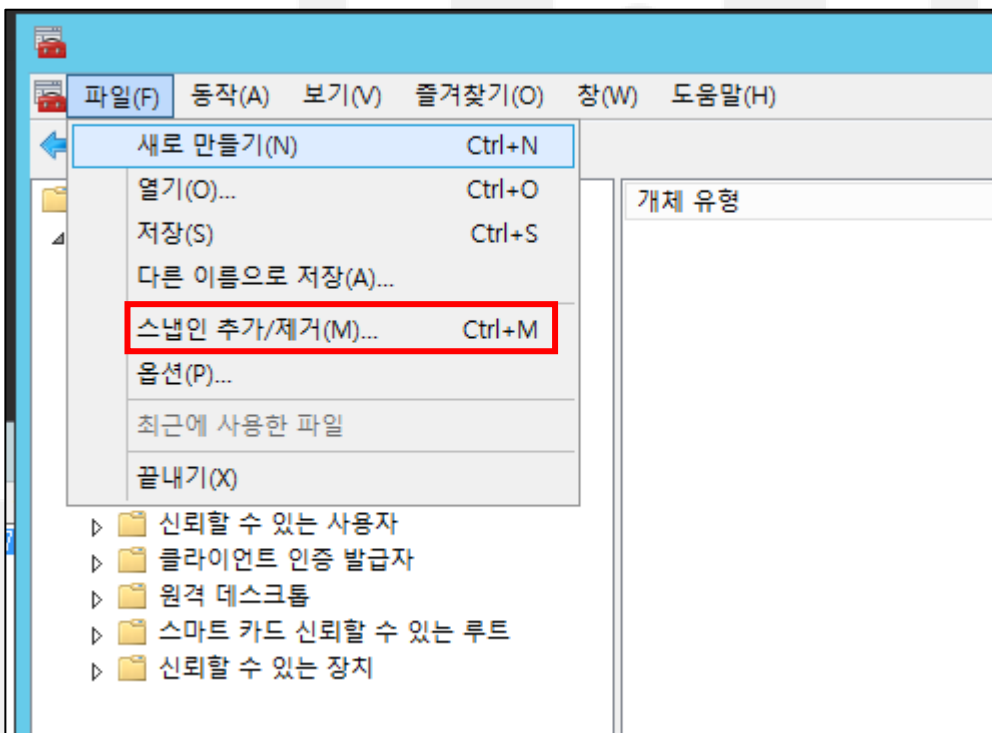 파일(F) 동작(A) 보기(V) 즐겨찾기(O) 창(W) 도움말(H)
새로 만들기(N) Ctrl+N
열기(O)... Ctrl+O
개체 유형
저장(S) Ctrl+S
다른 이름으로 저장(A)...
스냅인 추가/제거(M)... Ctrl+M
옵션(P)...
최근에 사용한 파일
끝내기(X)
신뢰할 수 있는 사용자
클라이언트 인증 발급자
원격 데스크톱
스마트 카드 신뢰할 수 있는 루트
신뢰할 수 있는 장치